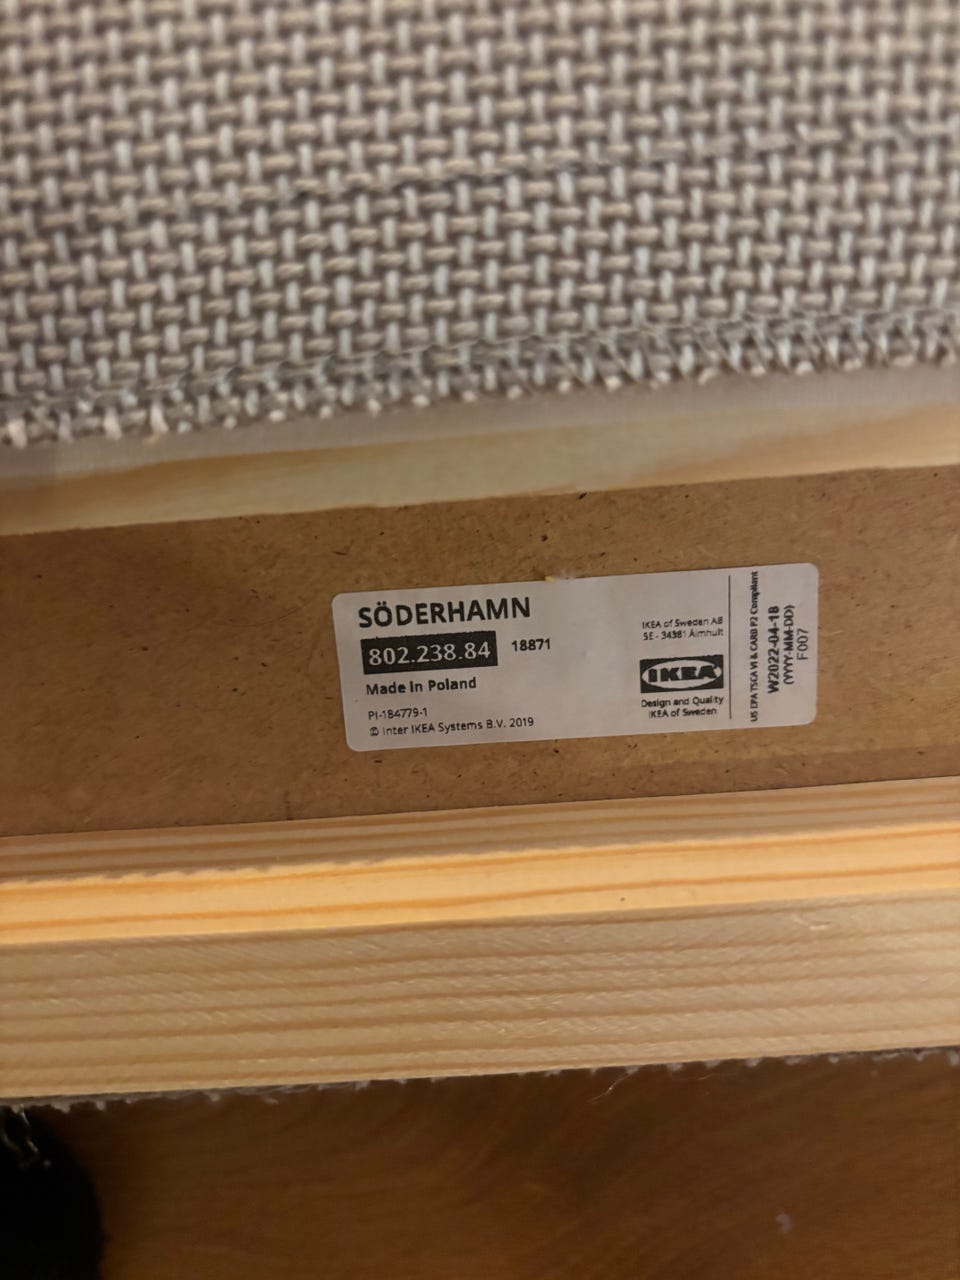 SÖDERHAMN
802.238.84 18871
Made in Poland
PI-184779-1
© Inter IKEA Systems B.V. 2019
IKEA of Sweden AB
SE - 34381 Älmhult
IKEA
Design and Quality
IKEA of Sweden
US EPA TSCA VI & CARB P2 Compliant
W2022-04-18
(YYYY-MM-DD)
F007